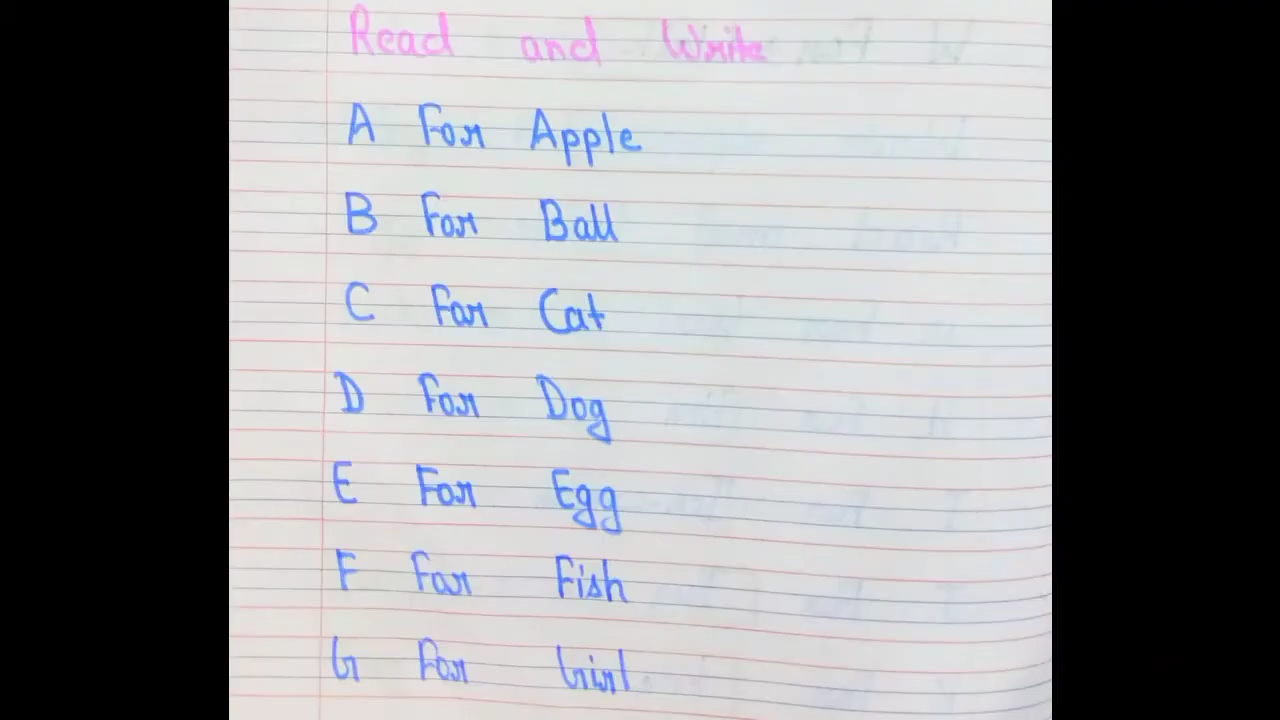 Read and Write
A For Apple
B For Ball
C For Cat
D For Dog
E For Egg
F For Fish
G For Girl